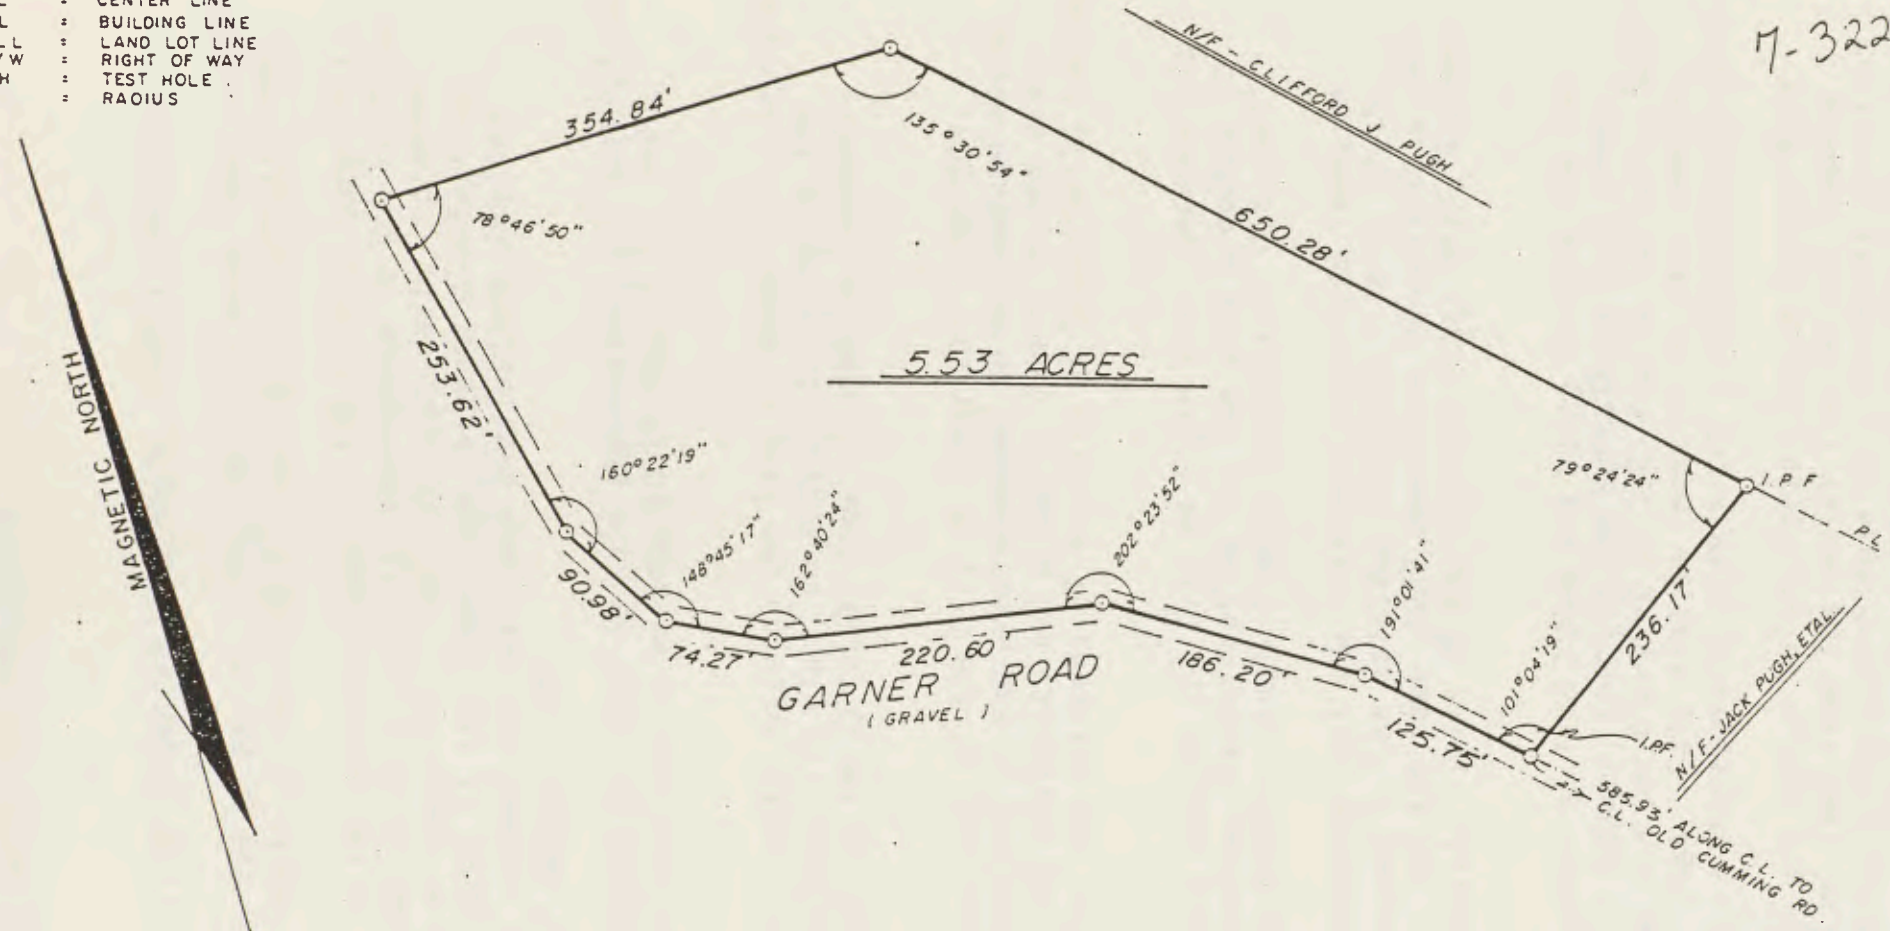 = CENTER LINE
L = BUILDING LINE
LL = LAND LOT LINE
/W = RIGHT OF WAY
H = TEST HOLE
= RADIUS
7-322
N/F - CLIFFORD J PUGH
354.84'
135°30'54"
78°46'50"
650.28'
MAGNETIC NORTH
253.62'
5.53 ACRES
160°22'19"
79°24'24"
I.P.F
P.L
148°45'17"
162°40'24"
202°23'52"
191°01'41"
101°04'19"
236.17'
90.98'
74.27'
220.60'
186.20'
125.75'
GARNER ROAD
(GRAVEL)
I.P.F.
N/F - JACK PUGH, ETAL
585.93' ALONG C.L. TO
C.L. OLD CUMMING RD.